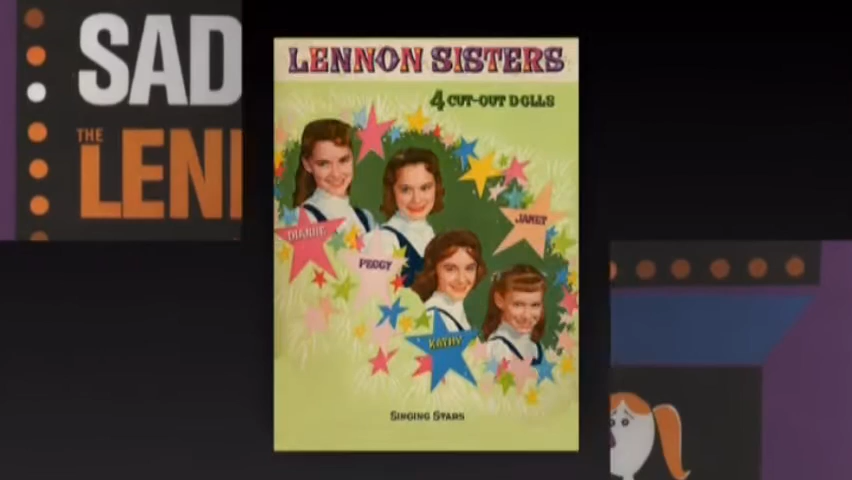 SAD
THE
LEN
LENNON SISTERS
4 CUT-OUT DOLLS
JANET
DIANNE
PEGGY
KATHY
SINGING STARS